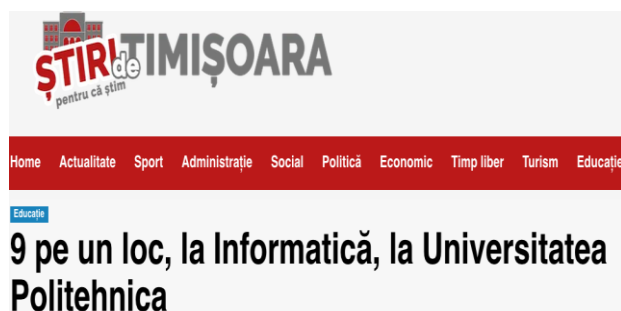 ȘTIRI de TIMIȘOARA
pentru că știm
Home Actualitate Sport Administrație Social Politică Economic Timp liber Turism Educație
Educație
9 pe un loc, la Informatică, la Universitatea
Politehnica